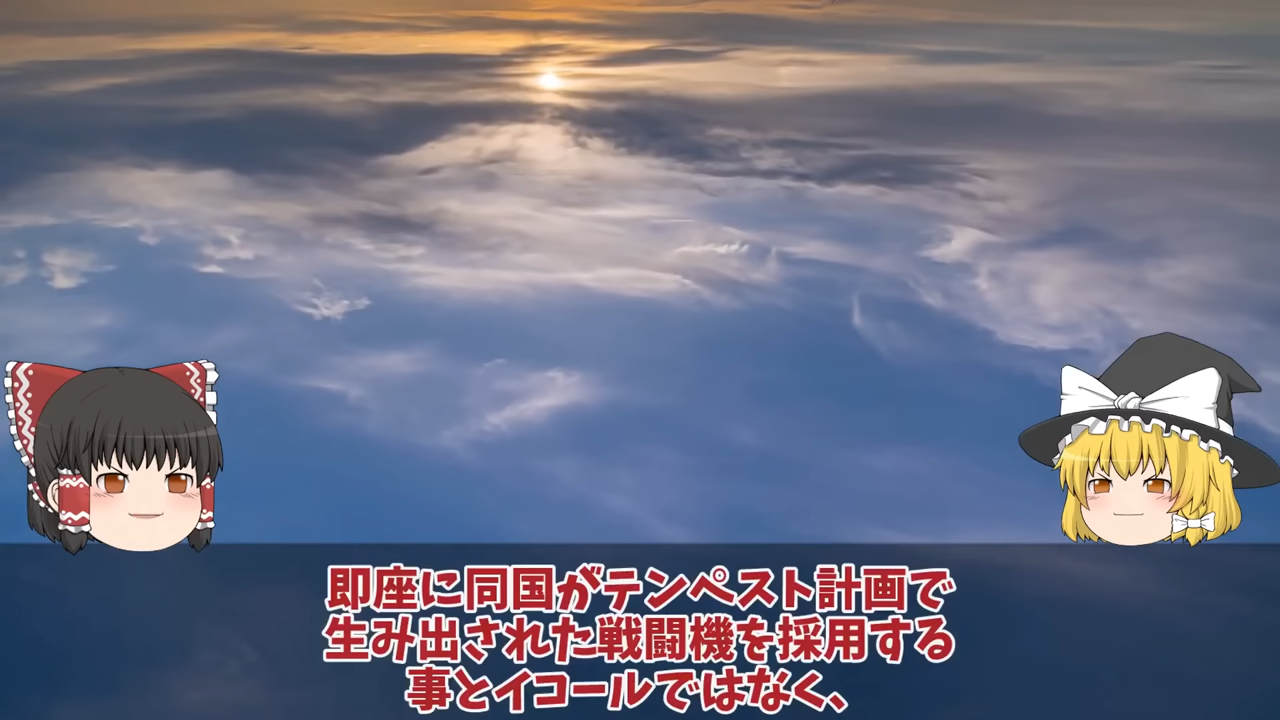 即座に同国がテンペスト計画で
生み出された戦闘機を採用する
事とイコールではなく、